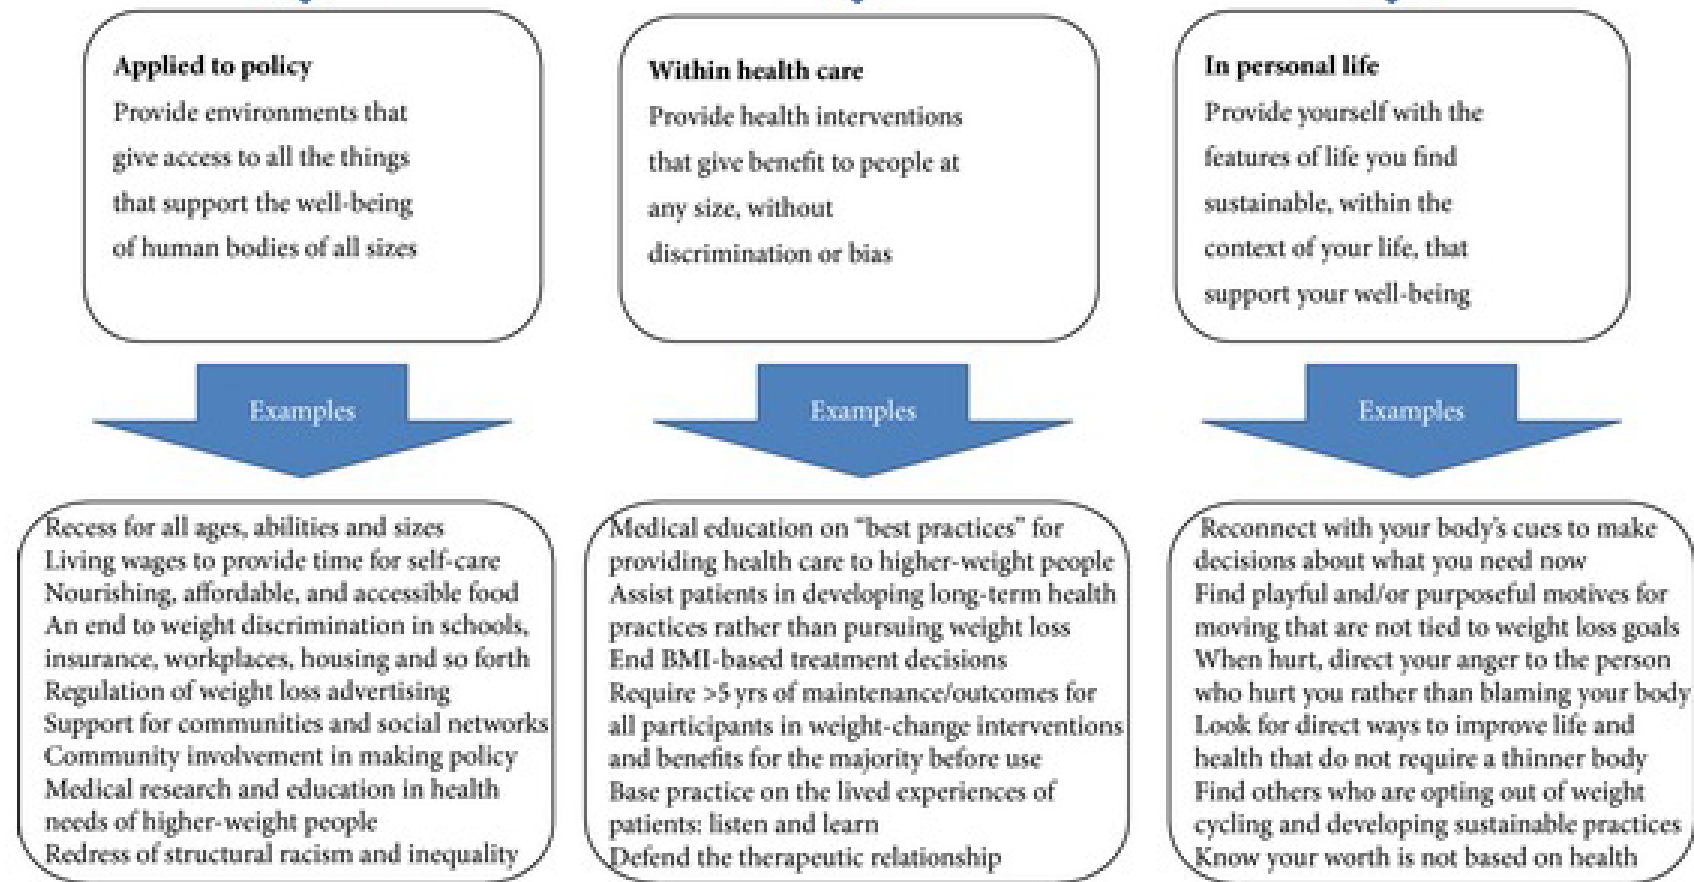 Applied to policy
Provide environments that
give access to all the things
that support the well-being
of human bodies of all sizes
Within health care
Provide health interventions
that give benefit to people at
any size, without
discrimination or bias
In personal life
Provide yourself with the
features of life you find
sustainable, within the
context of your life, that
support your well-being
Examples
Examples
Examples
Recess for all ages, abilities and sizes
Living wages to provide time for self-care
Nourishing, affordable, and accessible food
An end to weight discrimination in schools,
insurance, workplaces, housing and so forth
Regulation of weight loss advertising
Support for communities and social networks
Community involvement in making policy
Medical research and education in health
needs of higher-weight people
Redress of structural racism and inequality
Medical education on “best practices” for
providing health care to higher-weight people
Assist patients in developing long-term health
practices rather than pursuing weight loss
End BMI-based treatment decisions
Require >5 yrs of maintenance/outcomes for
all participants in weight-change interventions
and benefits for the majority before use
Base practice on the lived experiences of
patients: listen and learn
Defend the therapeutic relationship
Reconnect with your body’s cues to make
decisions about what you need now
Find playful and/or purposeful motives for
moving that are not tied to weight loss goals
When hurt, direct your anger to the person
who hurt you rather than blaming your body
Look for direct ways to improve life and
health that do not require a thinner body
Find others who are opting out of weight
cycling and developing sustainable practices
Know your worth is not based on health